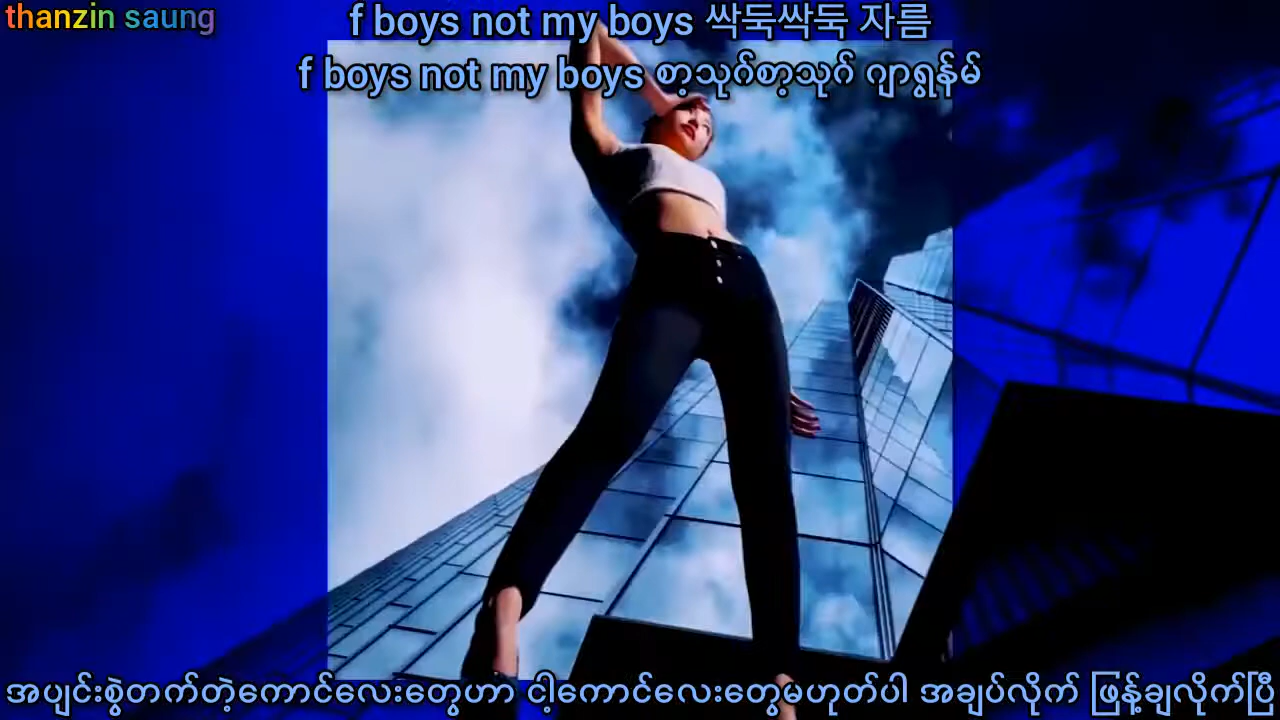 thanzin saung
f boys not my boys 싹둑싹둑 자름
f boys not my boys စာ့သုဂ်စာ့သုဂ် ဂျာရွန်မ်
အပျင်းစွဲတက်တဲ့ကောင်လေးတွေဟာ ငါ့ကောင်လေးတွေမဟုတ်ပါ အချပ်လိုက် ဖြန့်ချလိုက်ပြီ